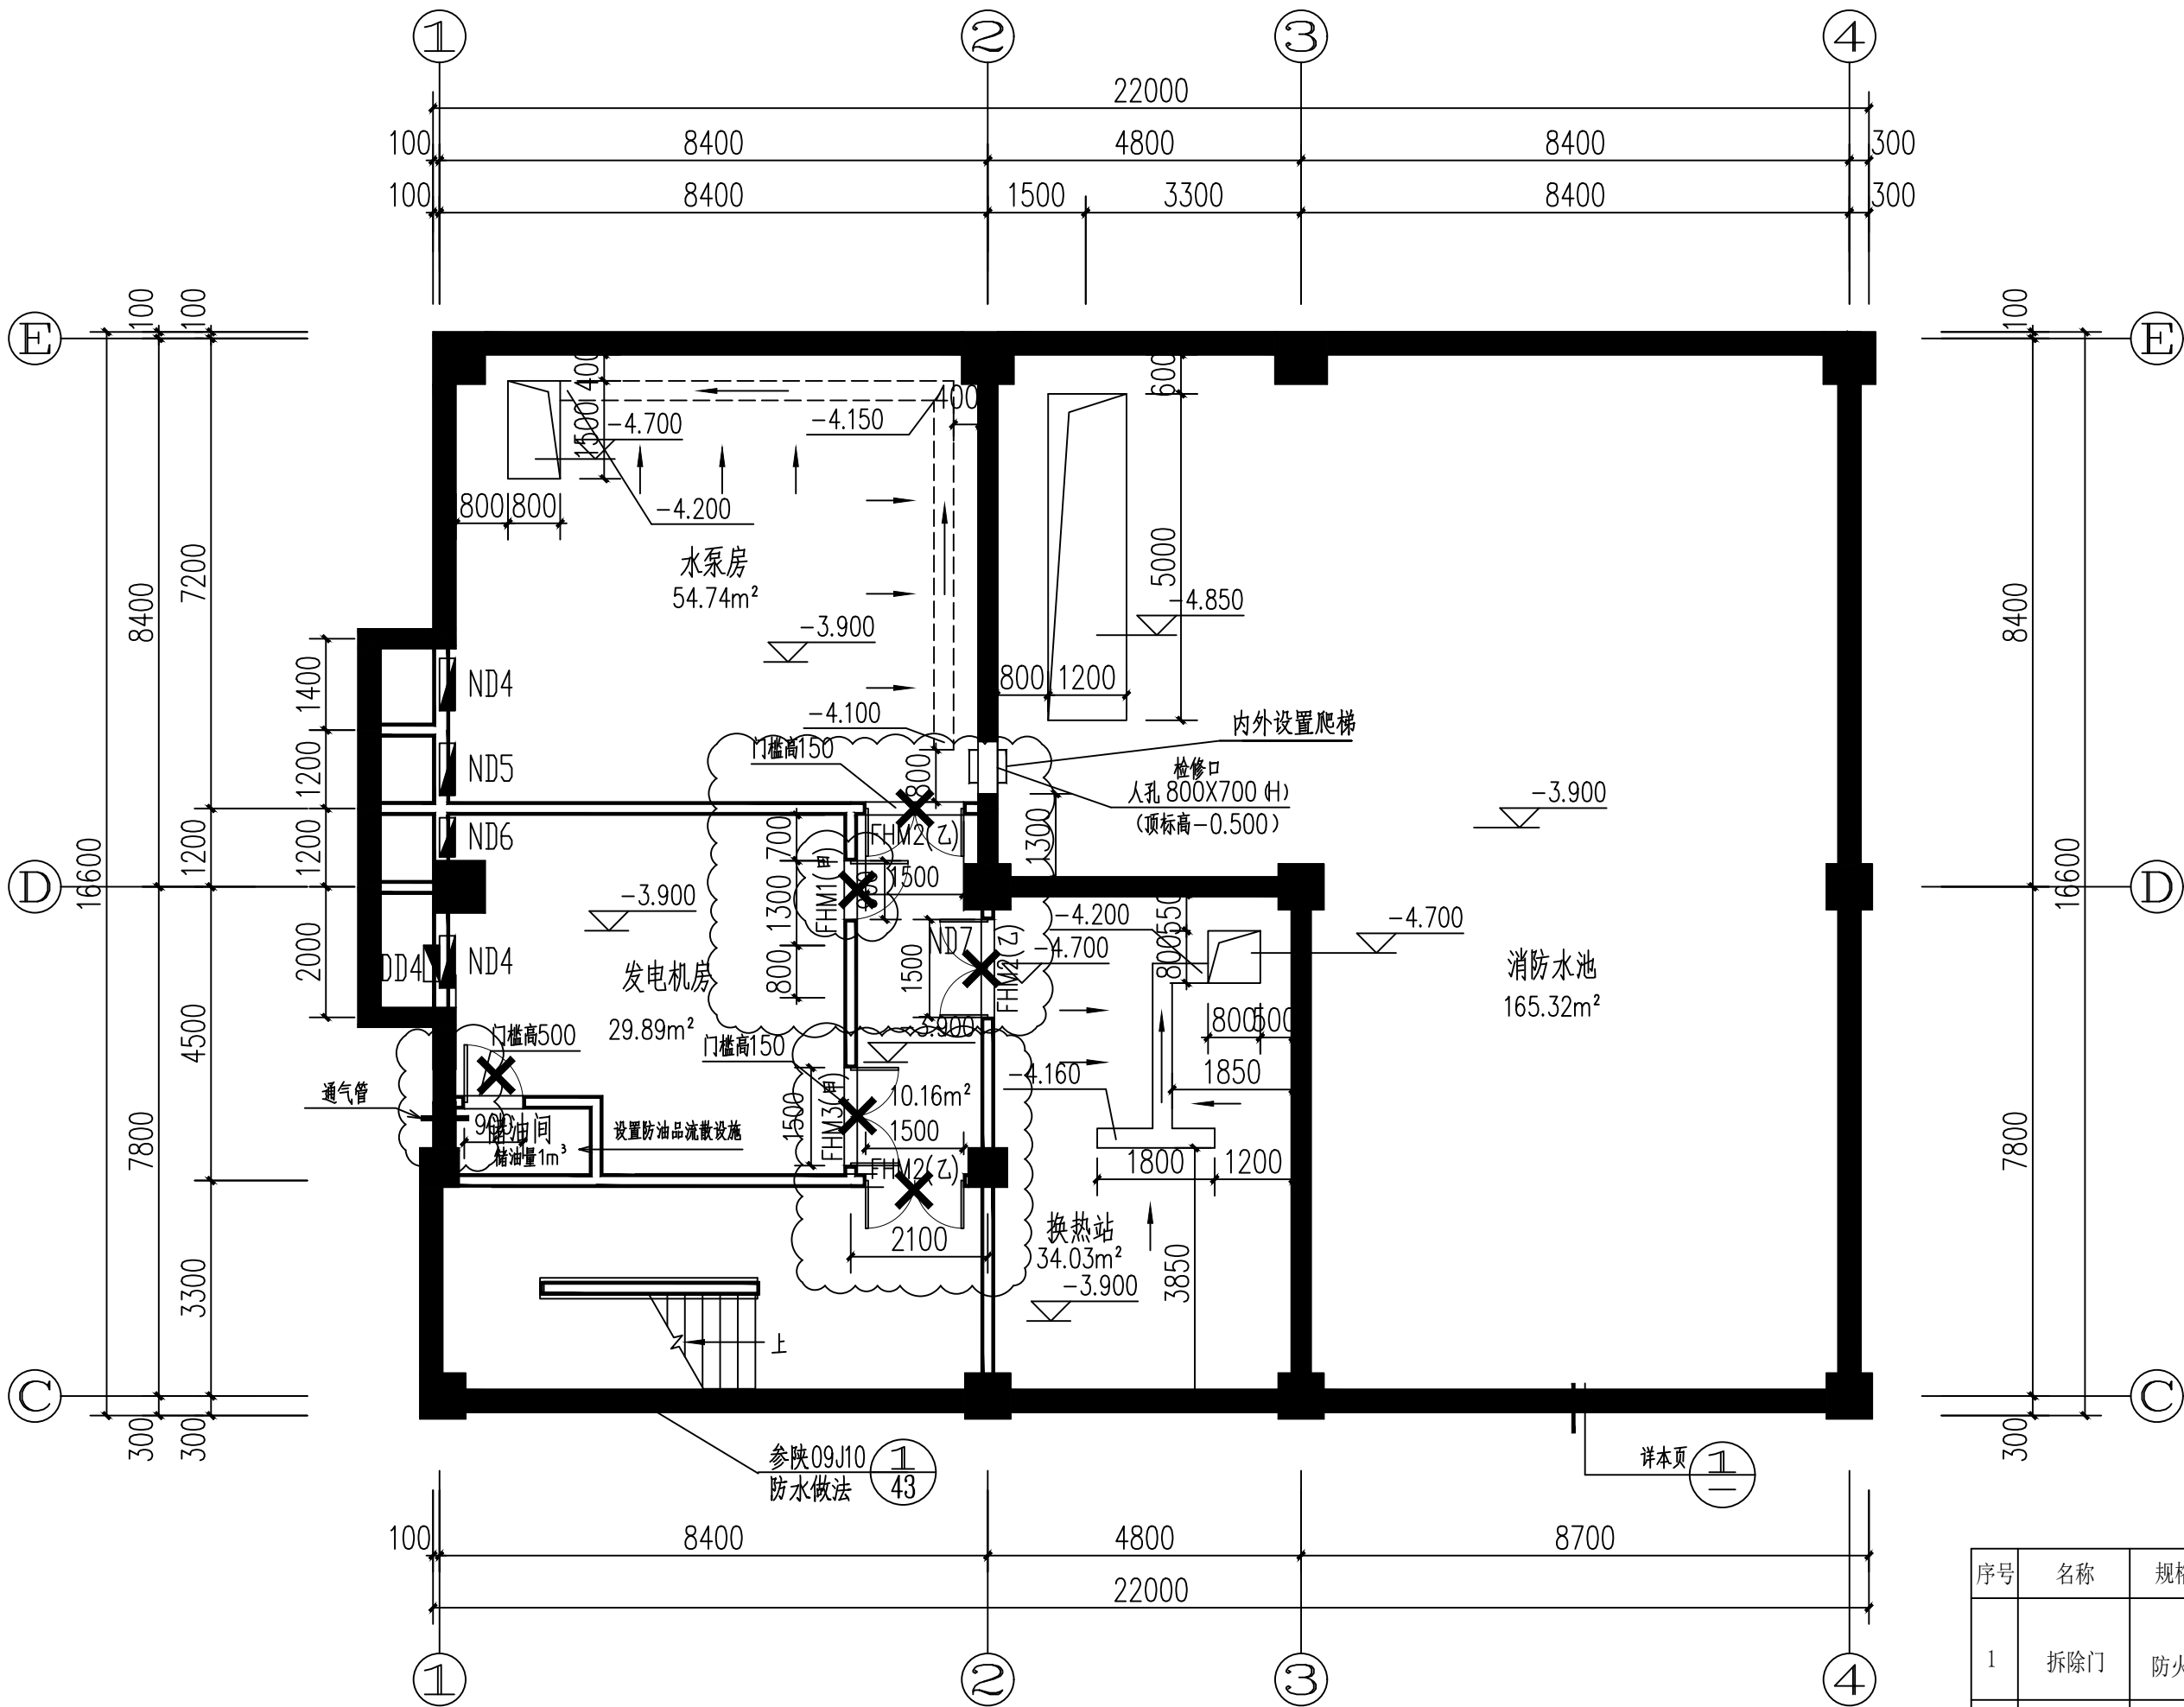 ① ② ③ ④
22000
100 8400 4800 8400 300
100 8400 1500 3300 8400 300
E 100 100 100 E
400 400 600
1500 -4.700 -4.150
800 800 -4.200
7200 5000
水泵房
54.74m²
8400 8400
-4.850
-3.900
1400 ND4 800 1200
-4.100 内外设置爬梯
门槛高150
1200 ND5 800 检修口
人孔 800X700 (H) -3.900
(顶标高-0.500)
1200 1200 ND6 700 FHM2(乙) 1300
16600 16600
D D
FHM1(甲) 1500
-3.900 1300 -4.200 550 -4.700
2000 DD4 ND4 800 1500 ND7 FHM2(乙) -4.700 800
发电机房 消防水池
29.89m² 165.32m²
4500 门槛高500 门槛高150 -3.900 800 500
通气管 -4.160 1850
900 储油间 设置防油品流散设施 1500 FHM3(甲) 10.16m²
储油量1m³ 1500
7800 FHM2(乙) 1800 1200 7800
2100 换热站
34.03m²
3300 -3.900 3850
上
C C
300 300 300
参陕09J10 1
防水做法 43
详本页 1
100 8400 4800 8700
22000
① ② ③ ④
序号 名称
1 拆除门